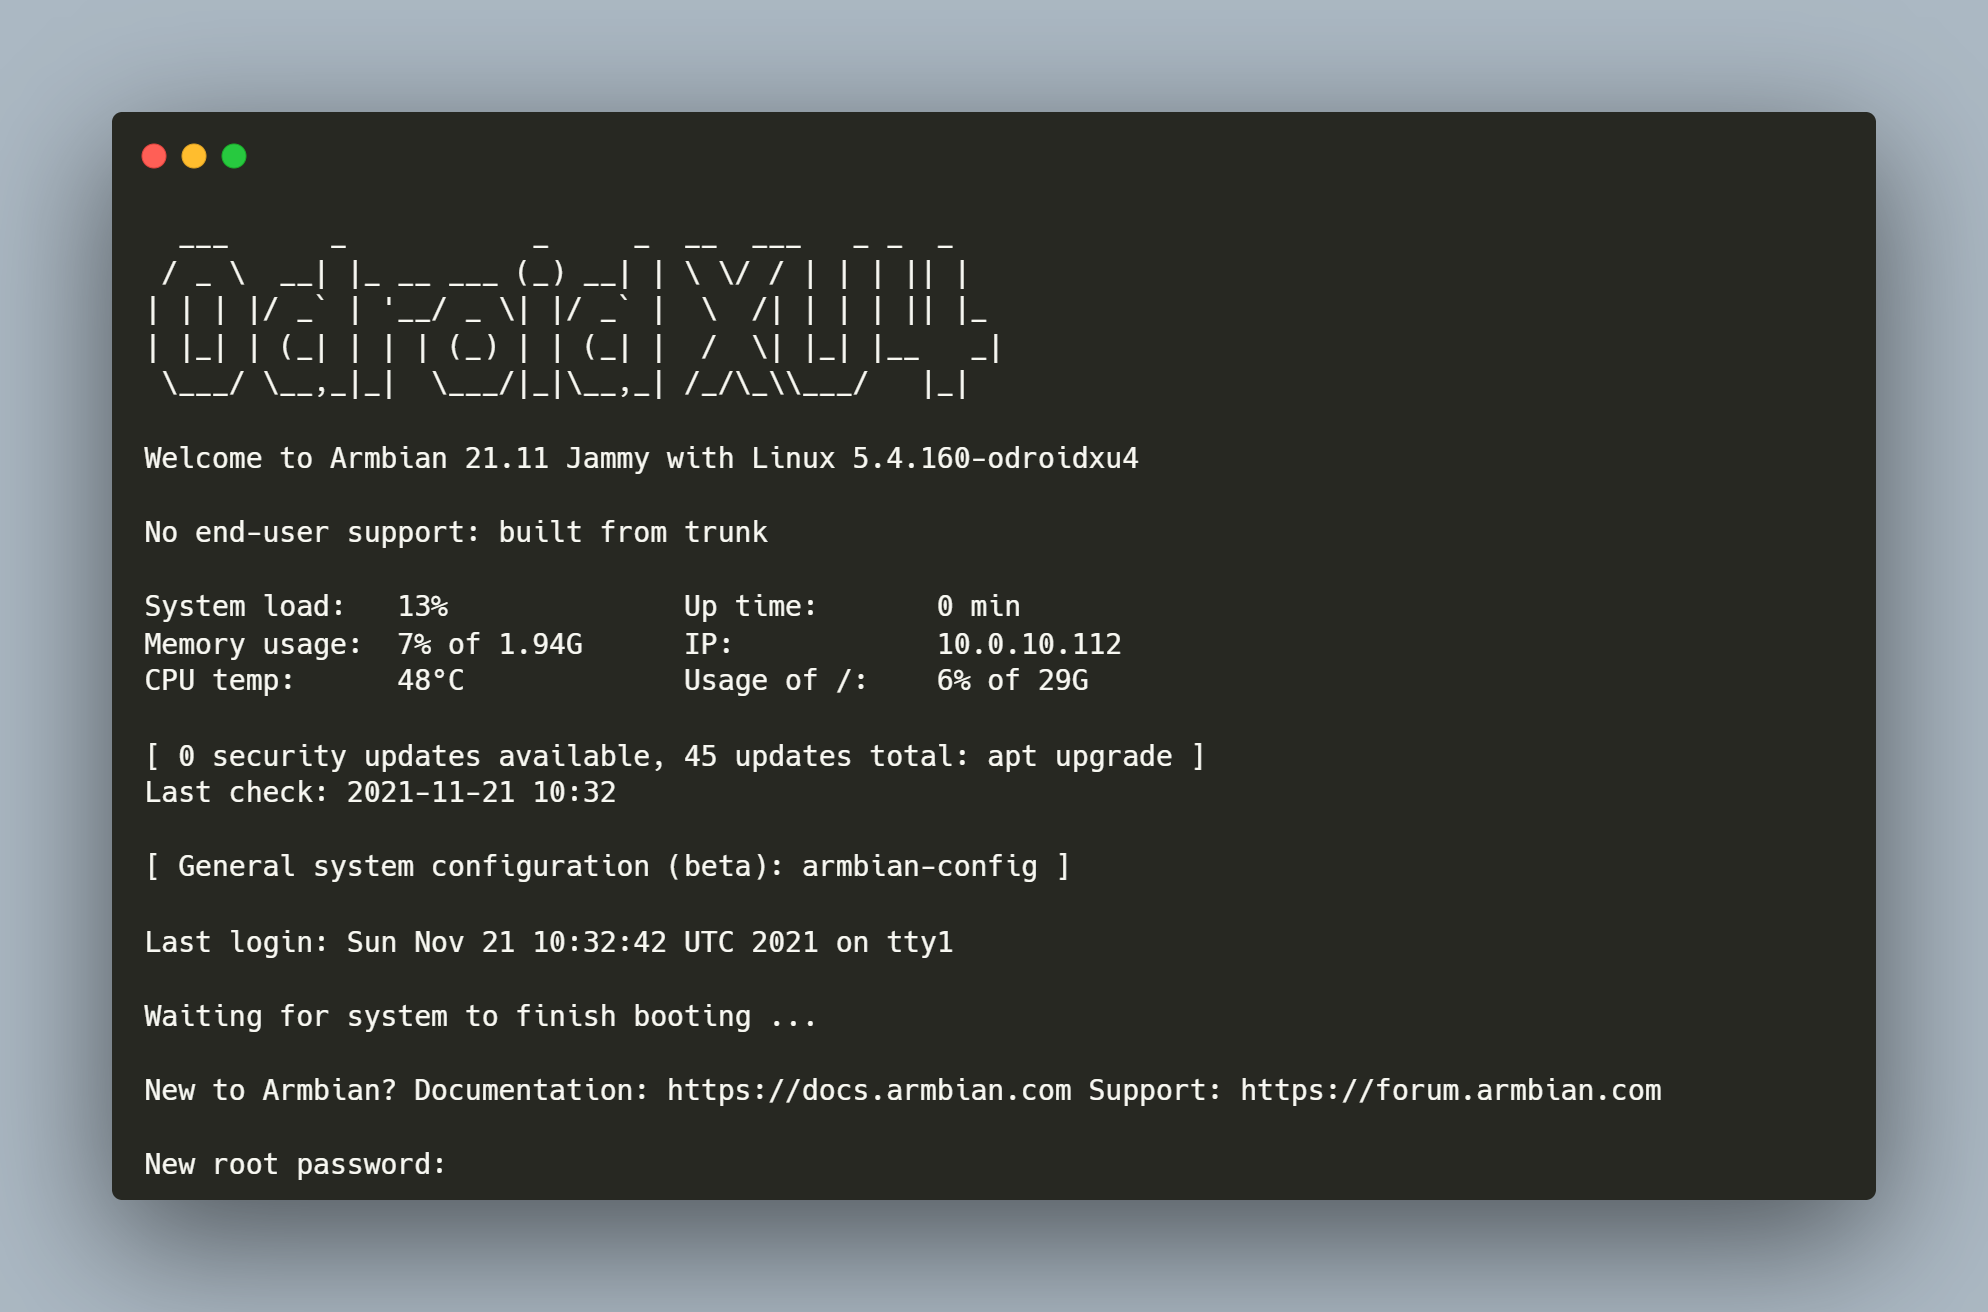 Odroid XU4
Welcome to Armbian 21.11 Jammy with Linux 5.4.160-odroidxu4
No end-user support: built from trunk
System load:   13%              Up time:       0 min
Memory usage:  7% of 1.94G      IP:            10.0.10.112
CPU temp:      48°C             Usage of /:    6% of 29G
[ 0 security updates available, 45 updates total: apt upgrade ]
Last check: 2021-11-21 10:32
[ General system configuration (beta): armbian-config ]
Last login: Sun Nov 21 10:32:42 UTC 2021 on tty1
Waiting for system to finish booting ...
New to Armbian? Documentation: https://docs.armbian.com Support: https://forum.armbian.com
New root password: